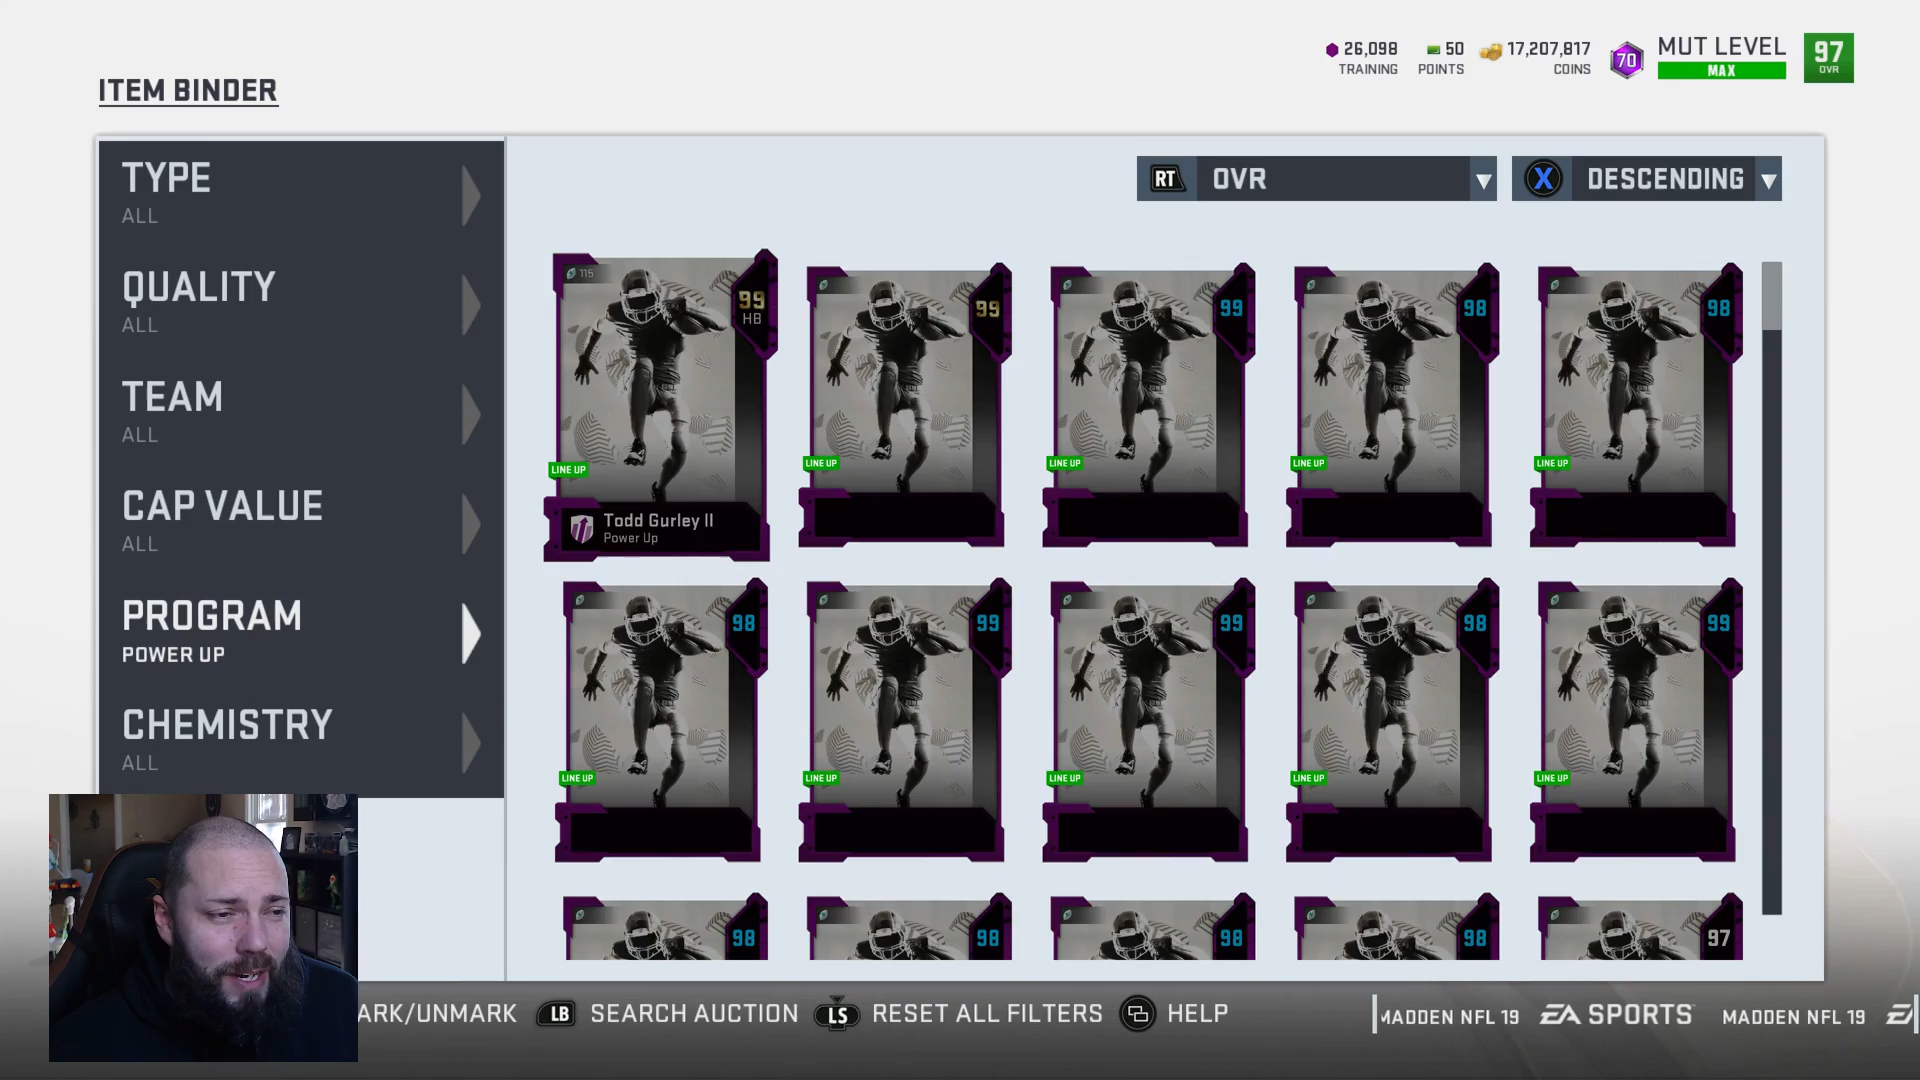 26,098
TRAINING
50
POINTS
17,207,817
COINS
70
MUT LEVEL
MAX
97
OVR
ITEM BINDER
TYPE
ALL
QUALITY
ALL
TEAM
ALL
CAP VALUE
ALL
PROGRAM
POWER UP
CHEMISTRY
ALL
RT OVR
X DESCENDING
115
99
HB
LINE UP
Todd Gurley II
Power Up
99
LINE UP
99
LINE UP
98
LINE UP
98
LINE UP
98
LINE UP
99
LINE UP
99
LINE UP
98
LINE UP
99
LINE UP
98
98
98
98
97
ARK/UNMARK
LB SEARCH AUCTION
LS RESET ALL FILTERS
HELP
MADDEN NFL 19
EA SPORTS
MADDEN NFL 19